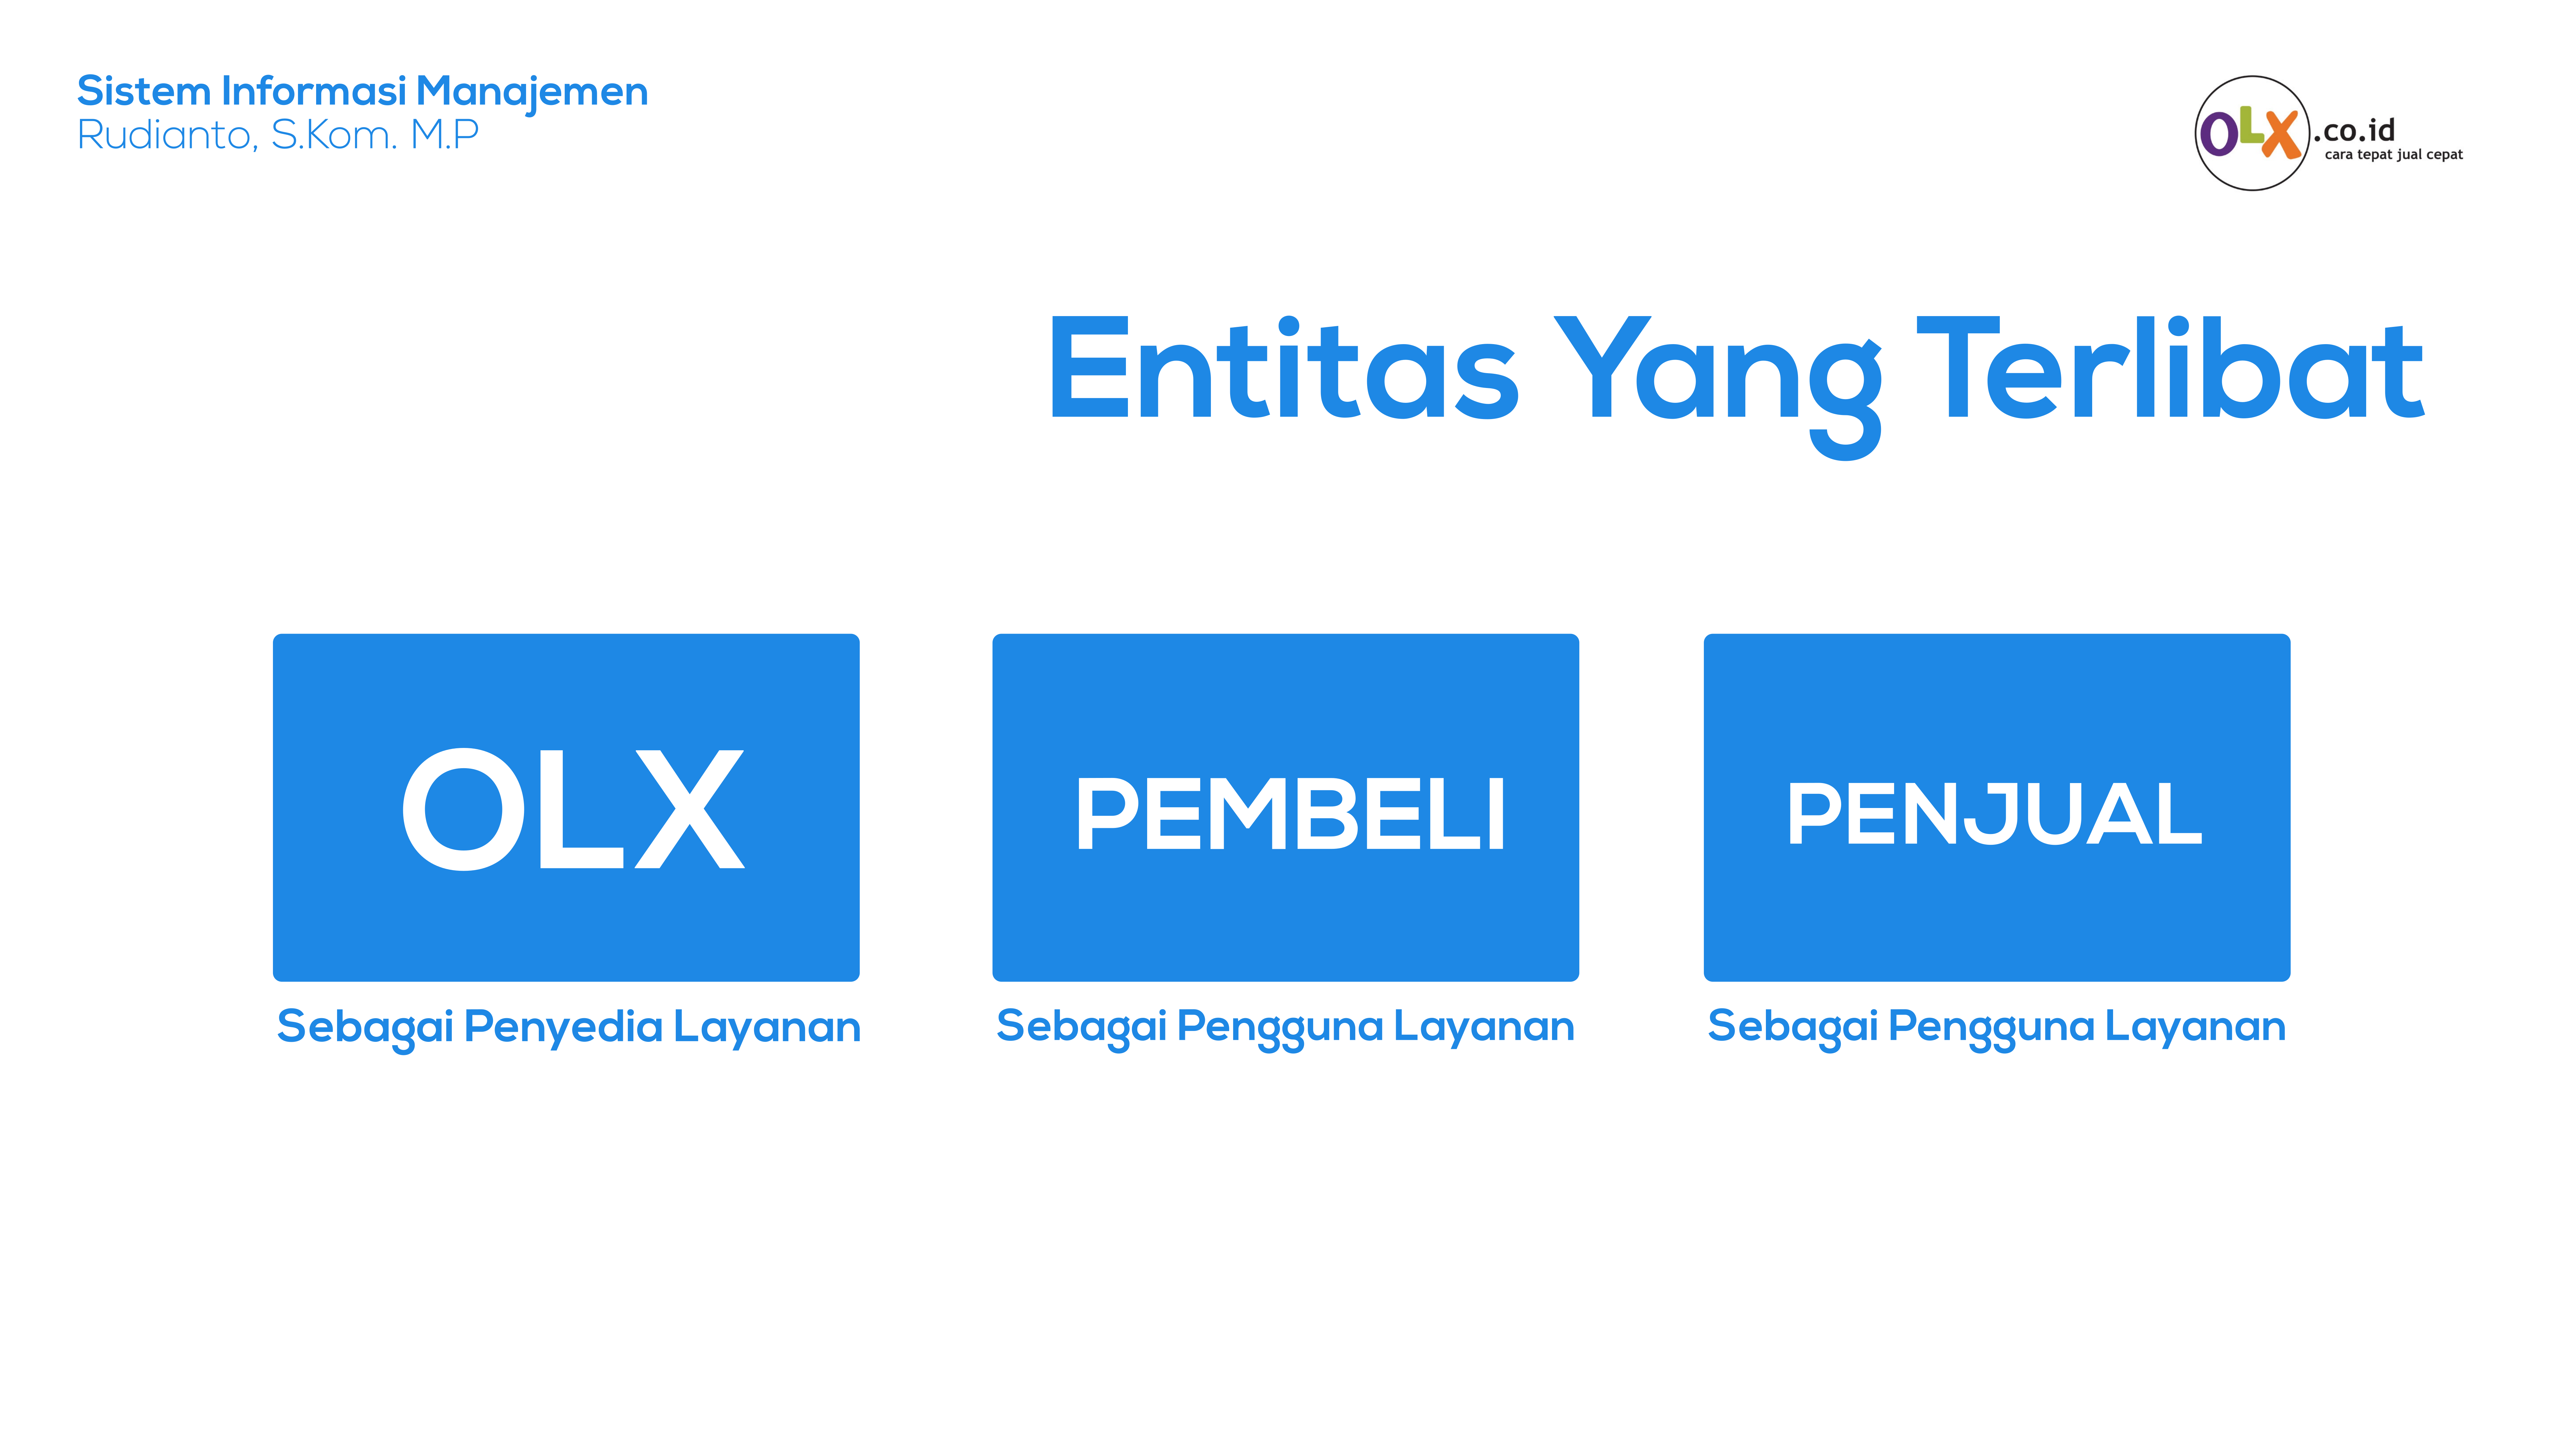 Sistem Informasi Manajemen
Rudianto, S.Kom. M.P
OLX.co.id
cara tepat jual cepat
Entitas Yang Terlibat
OLX
Sebagai Penyedia Layanan
PEMBELI
Sebagai Pengguna Layanan
PENJUAL
Sebagai Pengguna Layanan